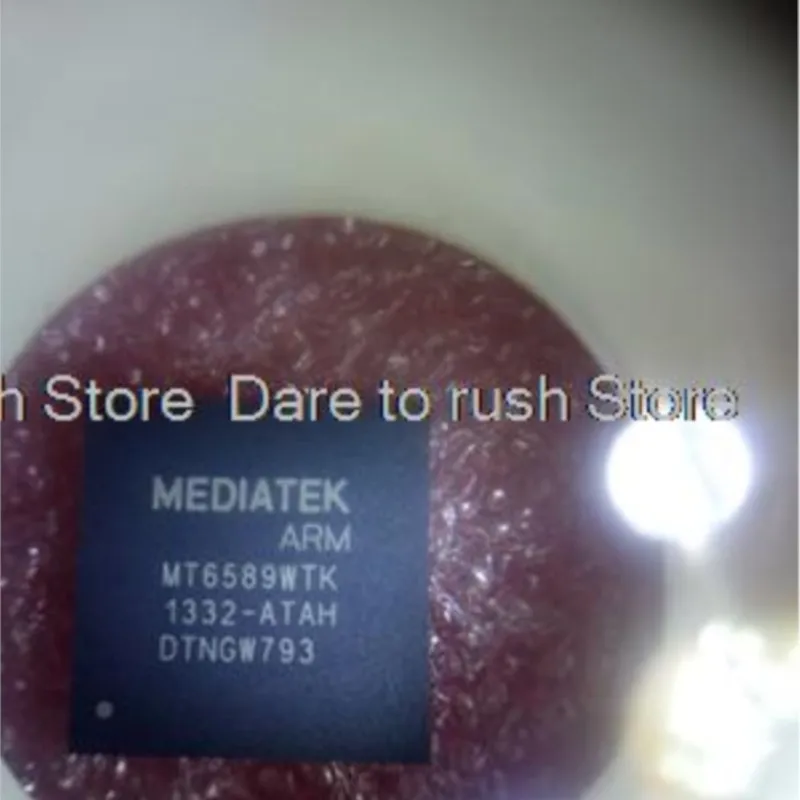 h Store Dare to rush Store
MEDIATEK
ARM
MT6589WTK
1332-ATAH
DTNGW793